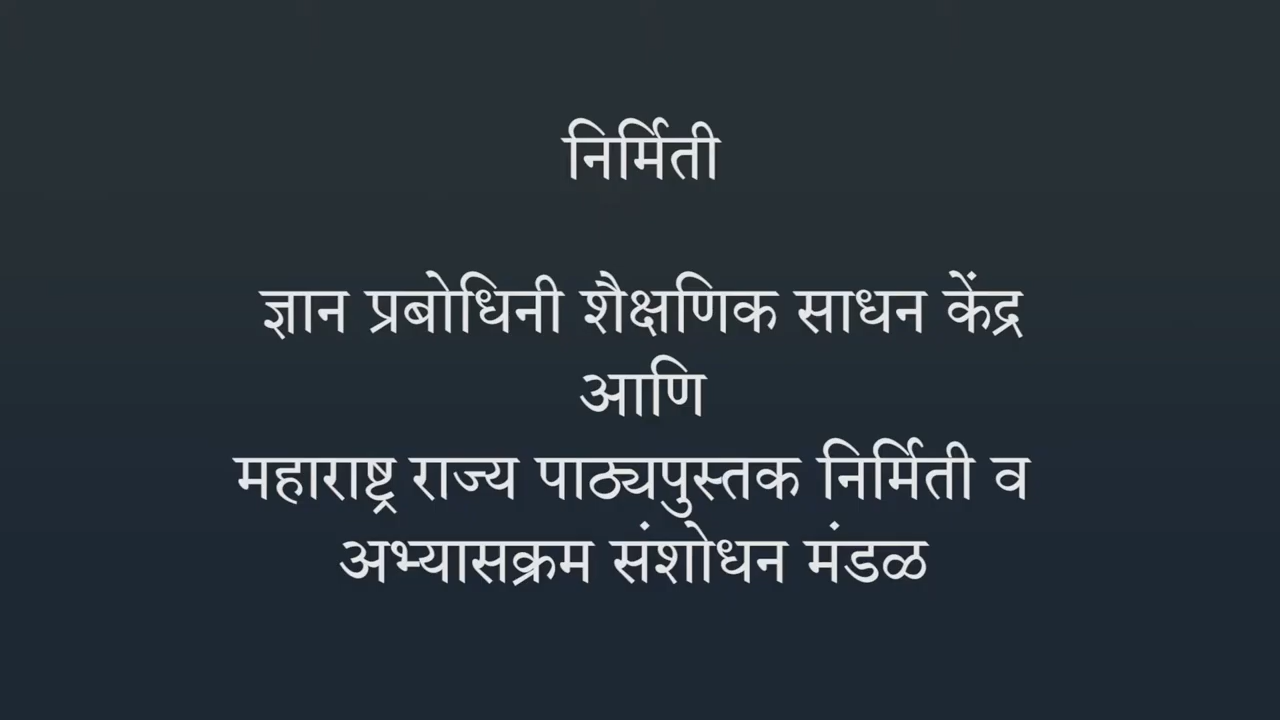 निर्मिती
ज्ञान प्रबोधिनी शैक्षणिक साधन केंद्र
आणि
महाराष्ट्र राज्य पाठ्यपुस्तक निर्मिती व
अभ्यासक्रम संशोधन मंडळ